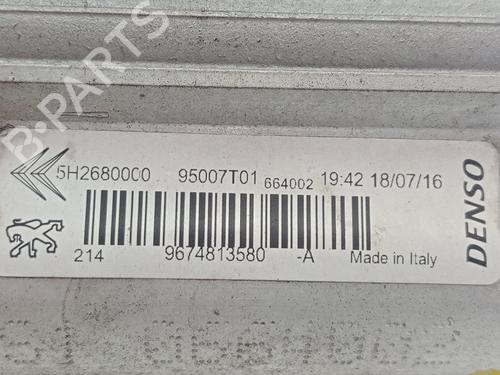 B-PARTS
5H2680000 95007T01 664002 19:42 18/07/16
214 9674813580 -A Made in Italy
DENSO